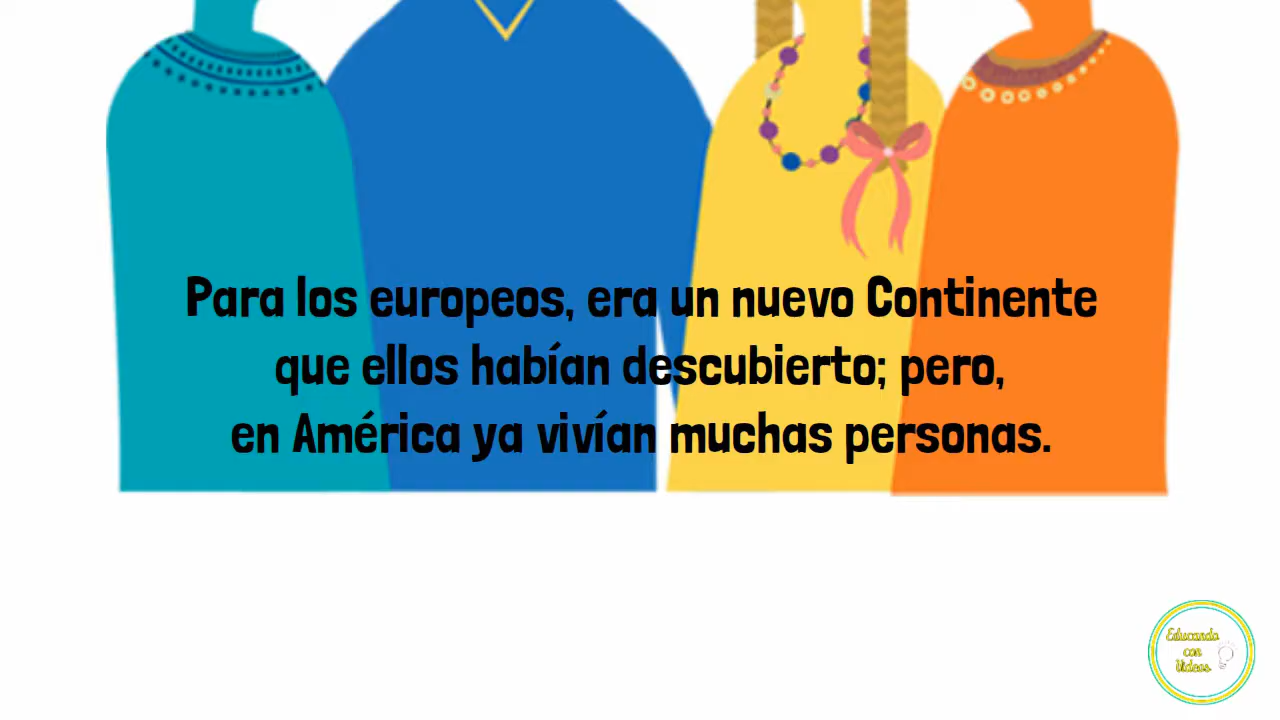 Para los europeos, era un nuevo Continente
que ellos habían descubierto; pero,
en América ya vivían muchas personas.
Educando
con
Videos